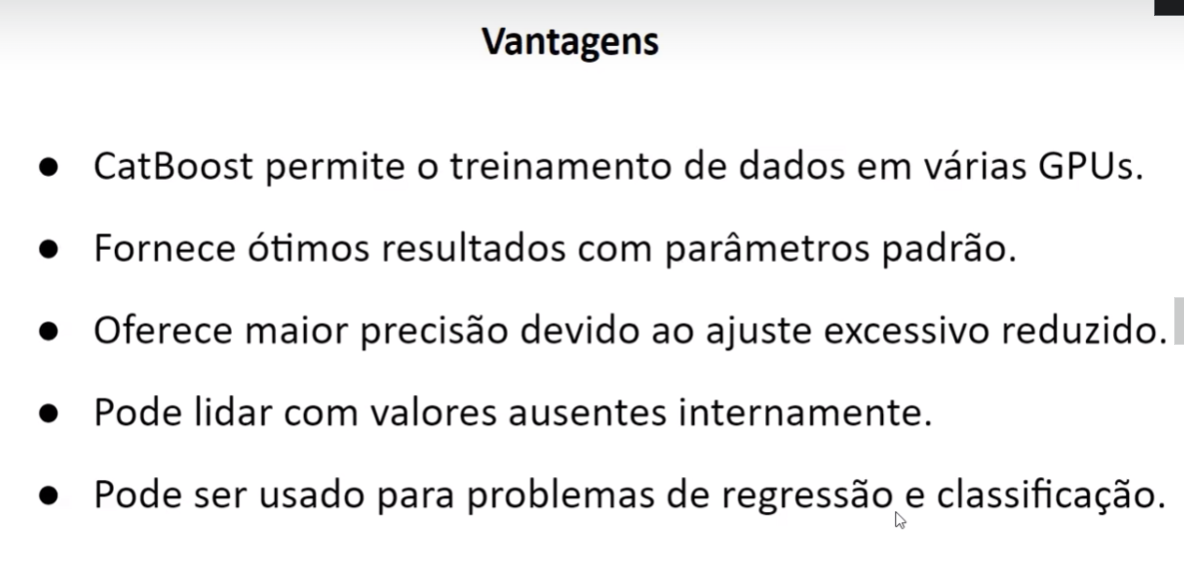 Vantagens
● CatBoost permite o treinamento de dados em várias GPUs.
● Fornece ótimos resultados com parâmetros padrão.
● Oferece maior precisão devido ao ajuste excessivo reduzido.
● Pode lidar com valores ausentes internamente.
● Pode ser usado para problemas de regressão e classificação.